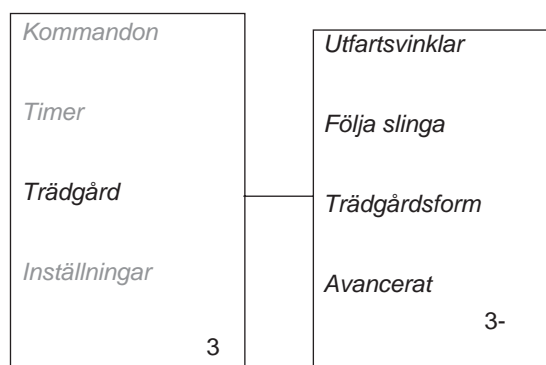 Kommandon
Timer
Trädgård
Inställningar
3
Utfartsvinklar
Följa slinga
Trädgårdsform
Avancerat
3-